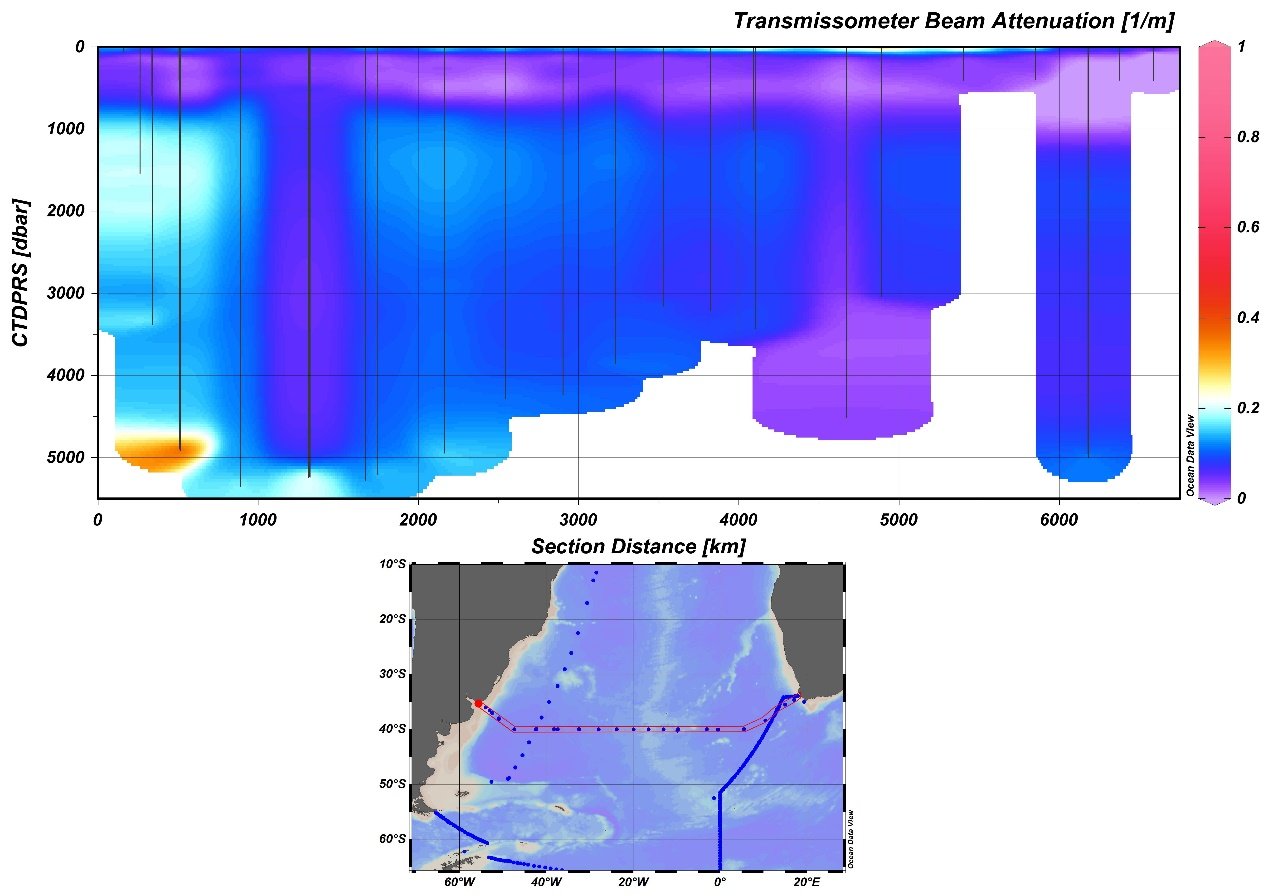 Transmissometer Beam Attenuation [1/m]
0
1000
2000
3000
4000
5000
CTDPRS [dbar]
0
1000
2000
3000
4000
5000
6000
Section Distance [km]
Ocean Data View
1
0.8
0.6
0.4
0.2
0
10°S
20°S
30°S
40°S
50°S
60°S
60°W
40°W
20°W
0°
20°E
Ocean Data View